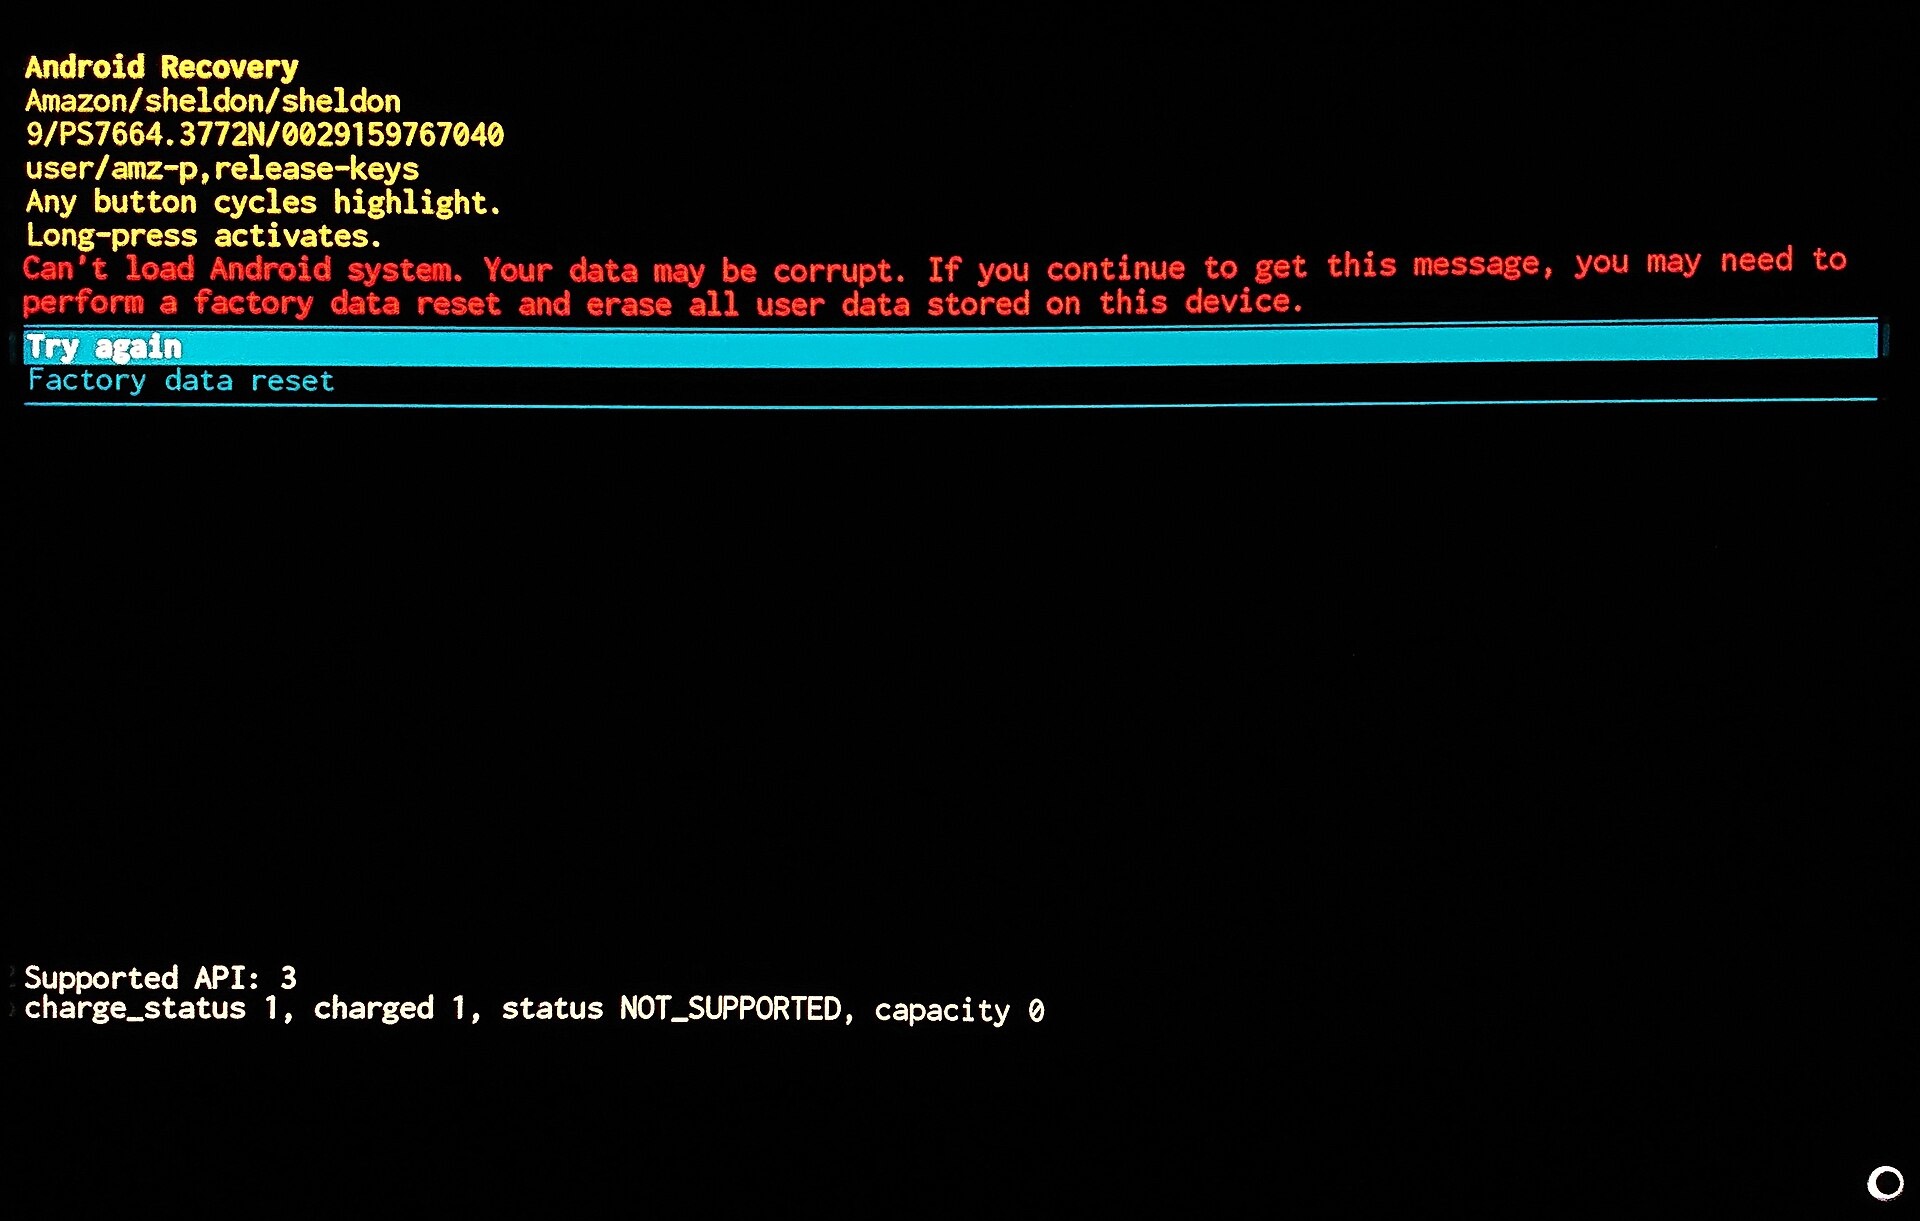 Android Recovery
Amazon/sheldon/sheldon
9/PS7664.3772N/0029159767040
user/amz-p,release-keys
Any button cycles highlight.
Long-press activates.
Can't load Android system. Your data may be corrupt. If you continue to get this message, you may need to
perform a factory data reset and erase all user data stored on this device.
Try again
Factory data reset
Supported API: 3
charge_status 1, charged 1, status NOT_SUPPORTED, capacity 0